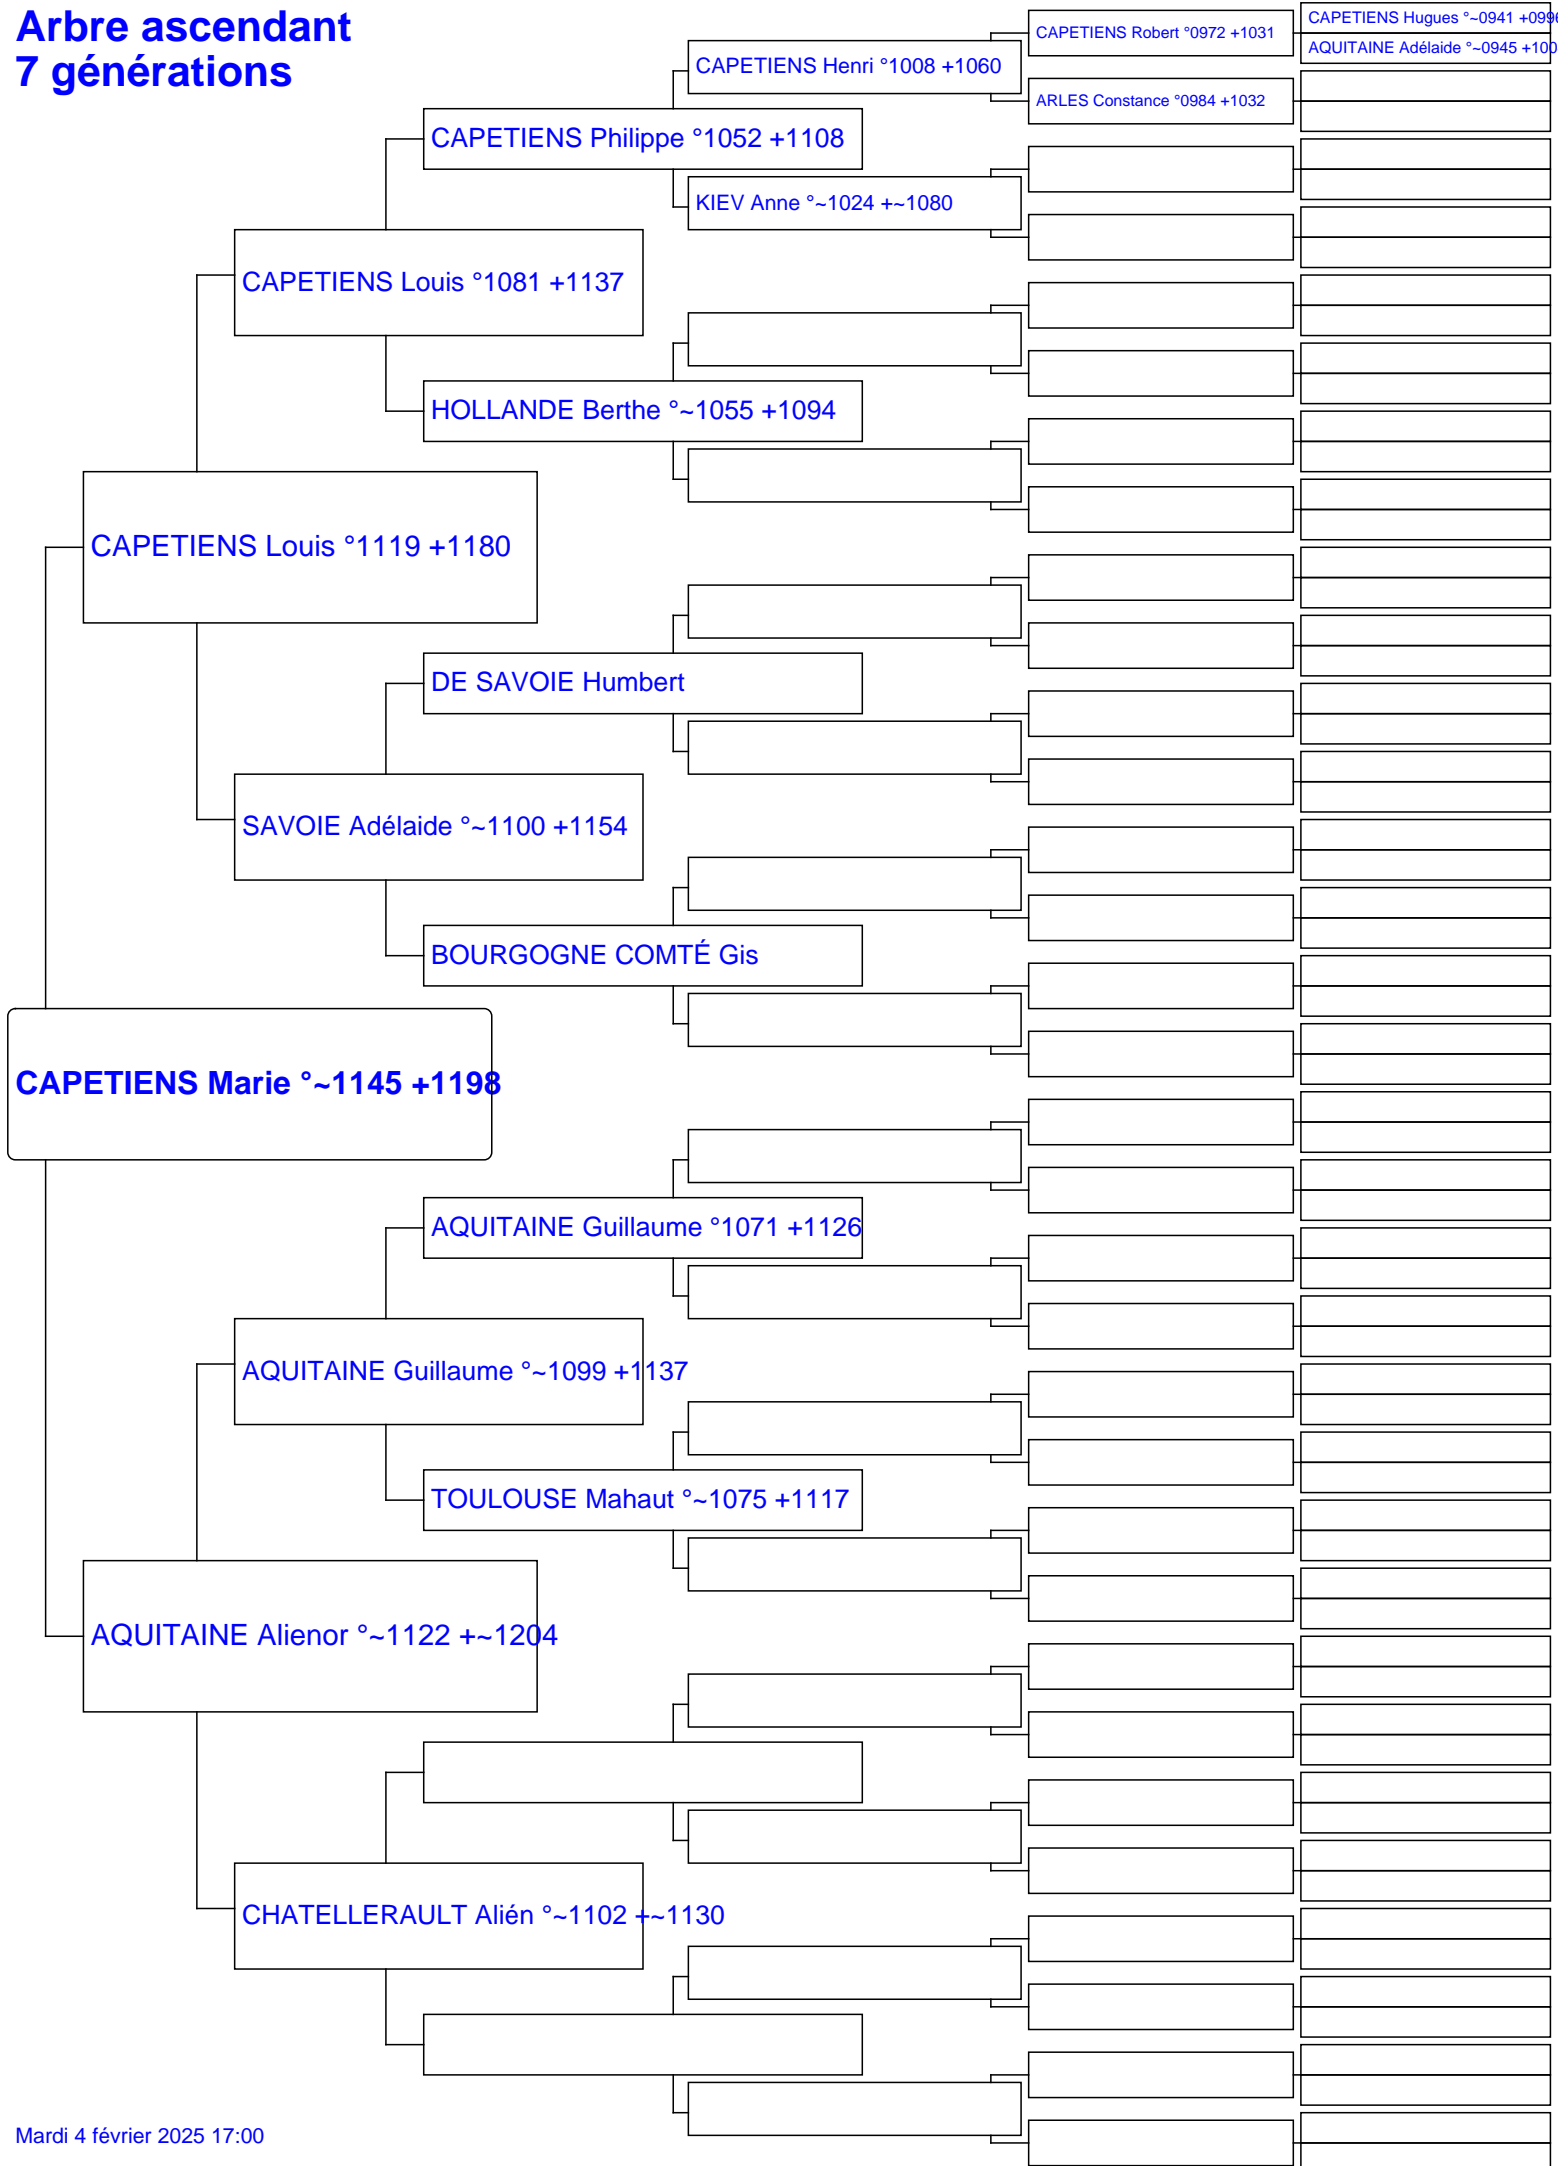 Arbre ascendant
7 générations
CAPETIENS Hugues °~0941 +0996
CAPETIENS Robert °0972 +1031
AQUITAINE Adélaide °~0945 +100
CAPETIENS Henri °1008 +1060
ARLES Constance °0984 +1032
CAPETIENS Philippe °1052 +1108
KIEV Anne °~1024 +~1080
CAPETIENS Louis °1081 +1137
HOLLANDE Berthe °~1055 +1094
CAPETIENS Louis °1119 +1180
DE SAVOIE Humbert
SAVOIE Adélaide °~1100 +1154
BOURGOGNE COMTÉ Gis
CAPETIENS Marie °~1145 +1198
AQUITAINE Guillaume °1071 +1126
AQUITAINE Guillaume °~1099 +1137
TOULOUSE Mahaut °~1075 +1117
AQUITAINE Alienor °~1122 +~1204
CHATELLERAULT Alién °~1102 +~1130
Mardi 4 février 2025 17:00